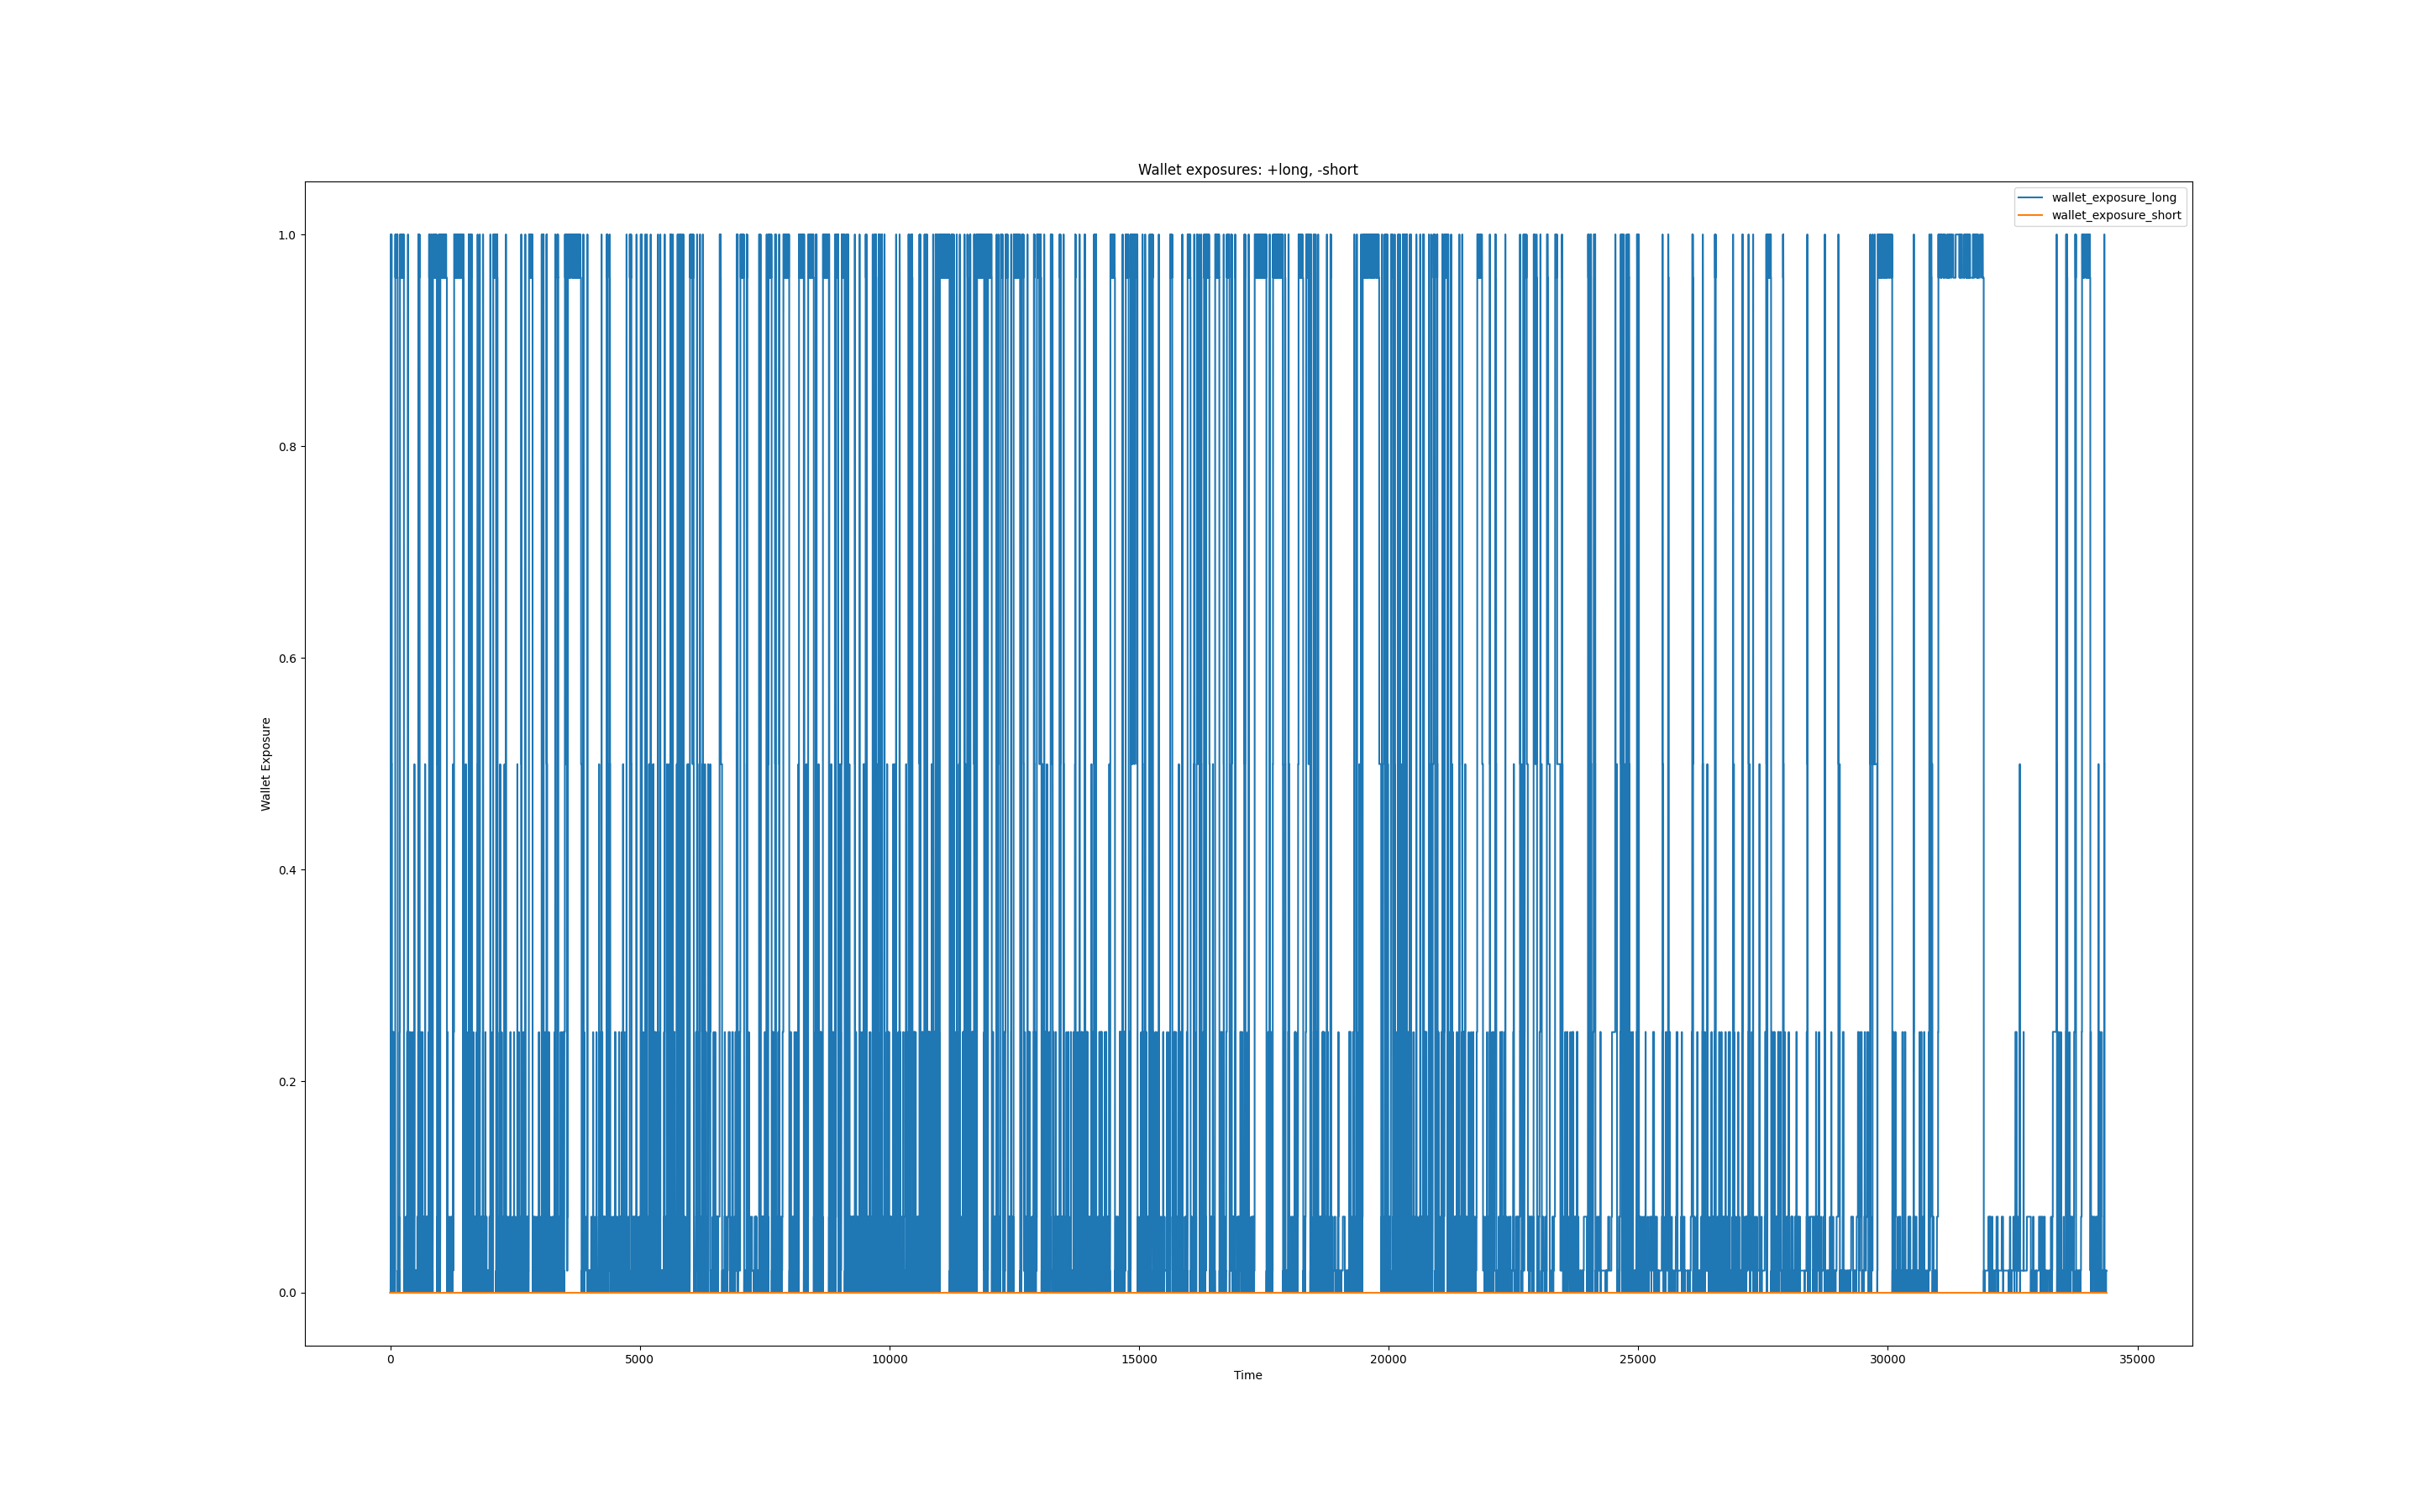 Wallet exposures: +long, -short
wallet_exposure_long
wallet_exposure_short
1.0
0.8
0.6
0.4
0.2
0.0
Wallet Exposure
0 5000 10000 15000 20000 25000 30000 35000
Time